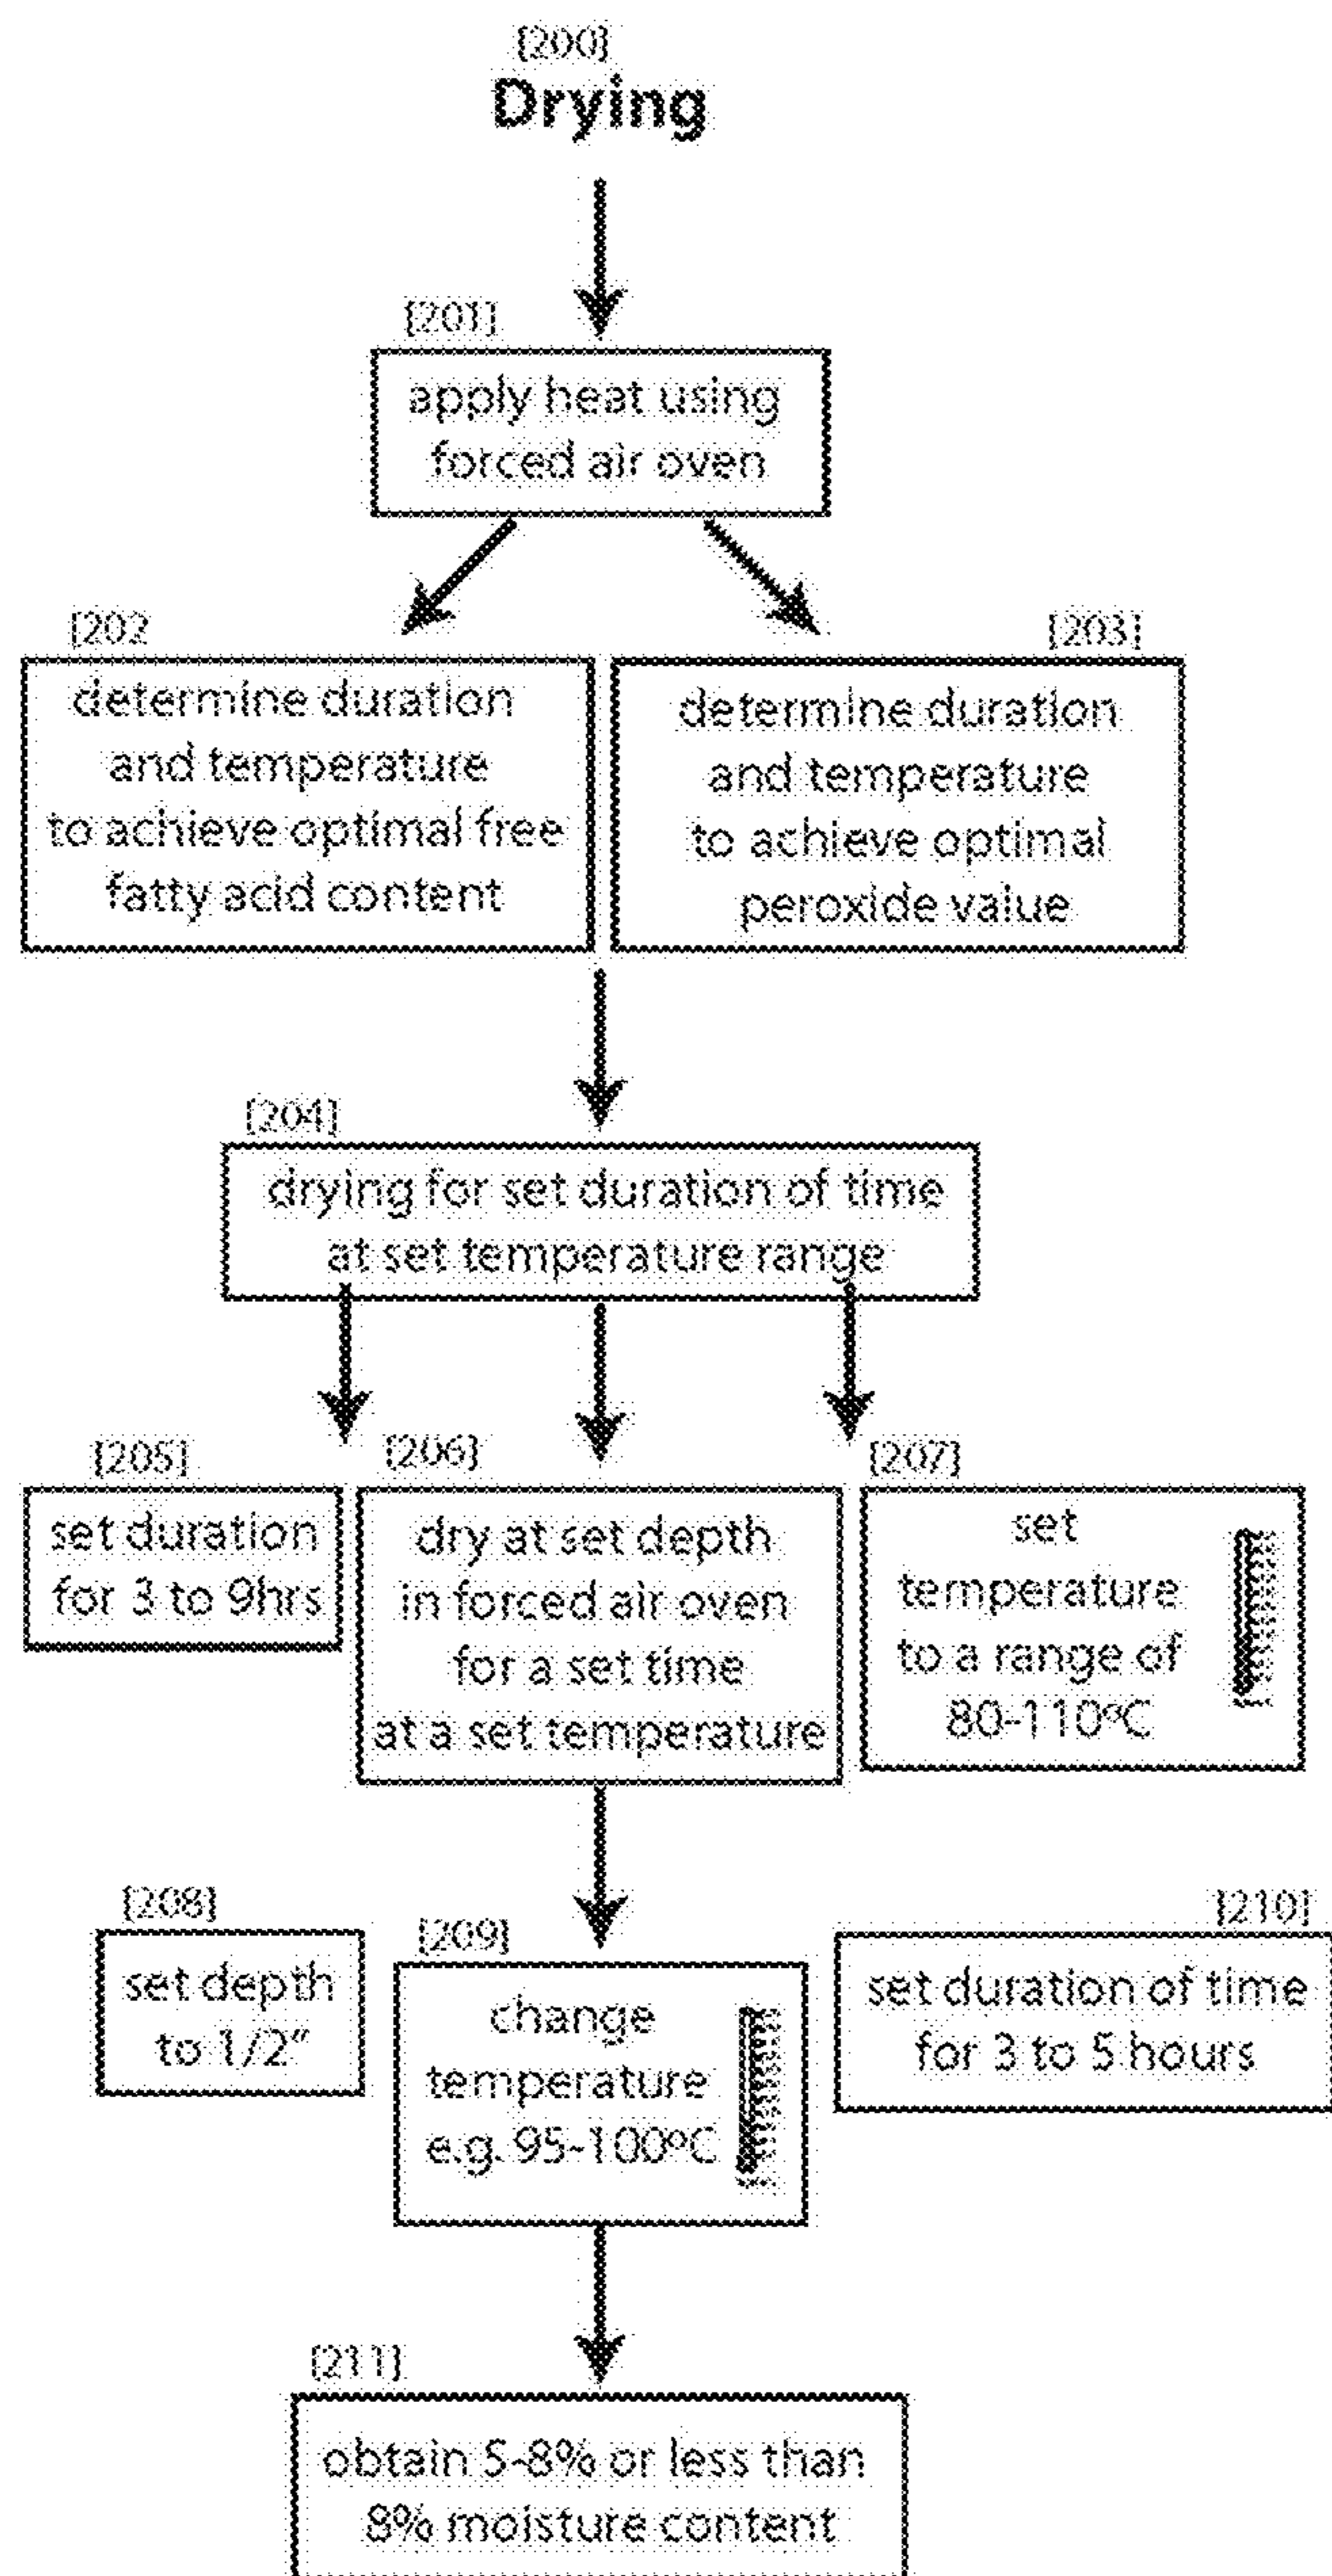 [200]
Drying
[201]
apply heat using
forced air oven
[202
determine duration
and temperature
to achieve optimal free
fatty acid content
[203]
determine duration
and temperature
to achieve optimal
peroxide value
[204]
drying for set duration of time
at set temperature range
[205]
set duration
for 3 to 9hrs
[206]
dry at set depth
in forced air oven
for a set time
at a set temperature
[207]
set
temperature
to a range of
80-110ºC
[208]
set depth
to 1/2"
[209]
change
temperature
e.g. 95-100ºC
[210]
set duration of time
for 3 to 5 hours
[211]
obtain 5-8% or less than
8% moisture content